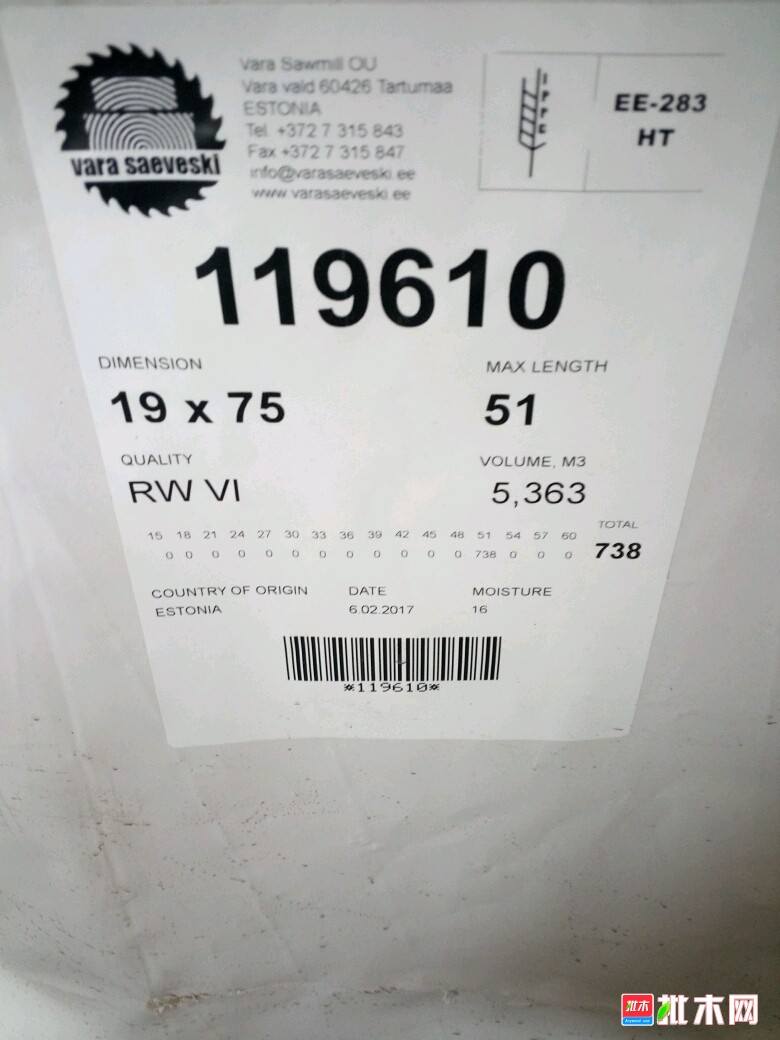 vara saeveski
Vara Sawmill OU
Vara vald 60426 Tartumaa
ESTONIA
Tel. +372 7 315 843
Fax +372 7 315 847
info@varasaeveski.ee
www.varasaeveski.ee
IPPC
EE-283
HT
119610
DIMENSION MAX LENGTH
19 x 75 51
QUALITY VOLUME, M3
RW VI 5,363
15 18 21 24 27 30 33 36 39 42 45 48 51 54 57 60 TOTAL
0 0 0 0 0 0 0 0 0 0 0 0 738 0 0 0 738
COUNTRY OF ORIGIN DATE MOISTURE
ESTONIA 6.02.2017 16
*119610*
批木 批木网